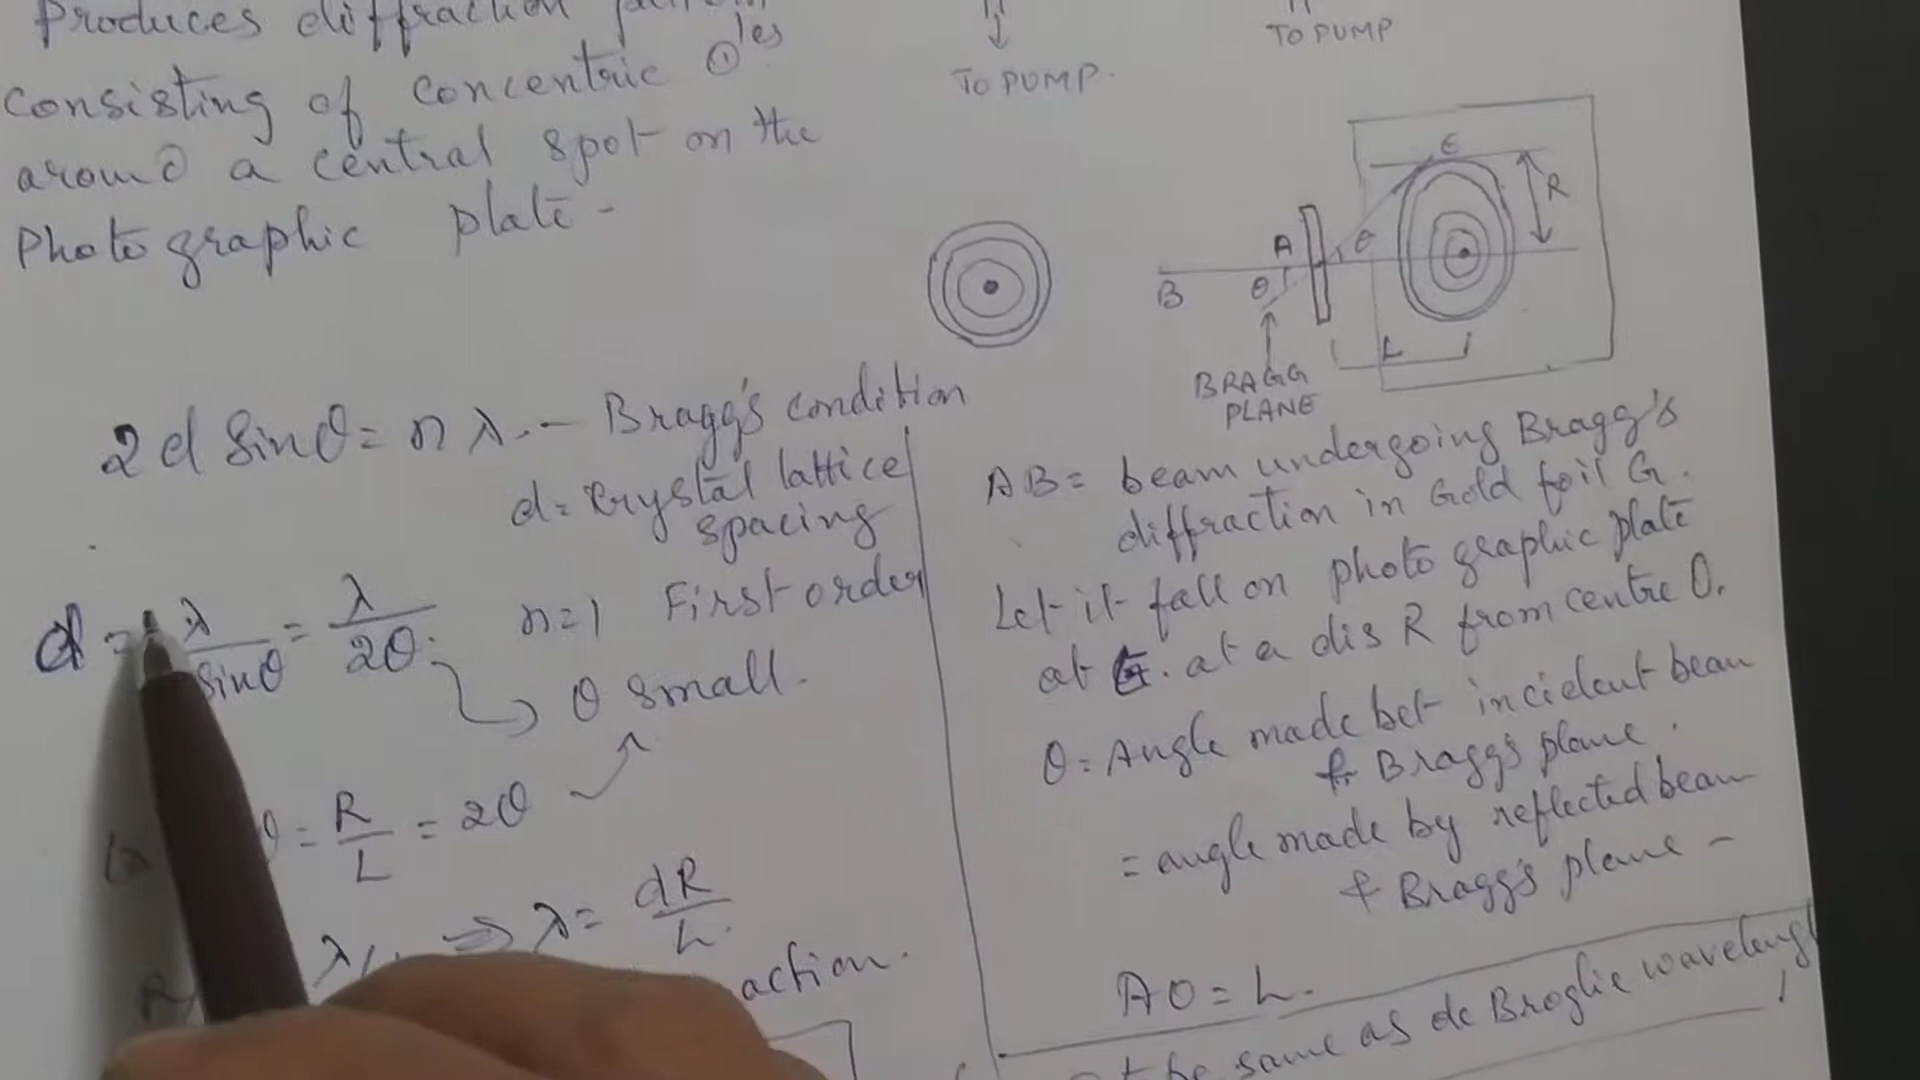 Produces diffraction
consisting of concentric ⊙les
around a central spot on the
Photographic plate -
TO PUMP.
TO PUMP
E
R
A
θ
B
θ
L
BRAGG
PLANE
2d sinθ = nλ. - Bragg's condition
d = crystal lattice
spacing
d = λ/sinθ = λ/2θ. n=1 First order
θ small.
θ = R/L = 2θ
⇒ λ = dR/L.
action.
AB = beam undergoing Bragg's
diffraction in Gold foil G.
Let it fall on photographic plate
at E. at a dis R from centre O.
θ = Angle made bet incident beam
& Bragg's plane.
= angle made by reflected beam
& Bragg's plane -
AO = L.
be same as de Broglie wavelengt